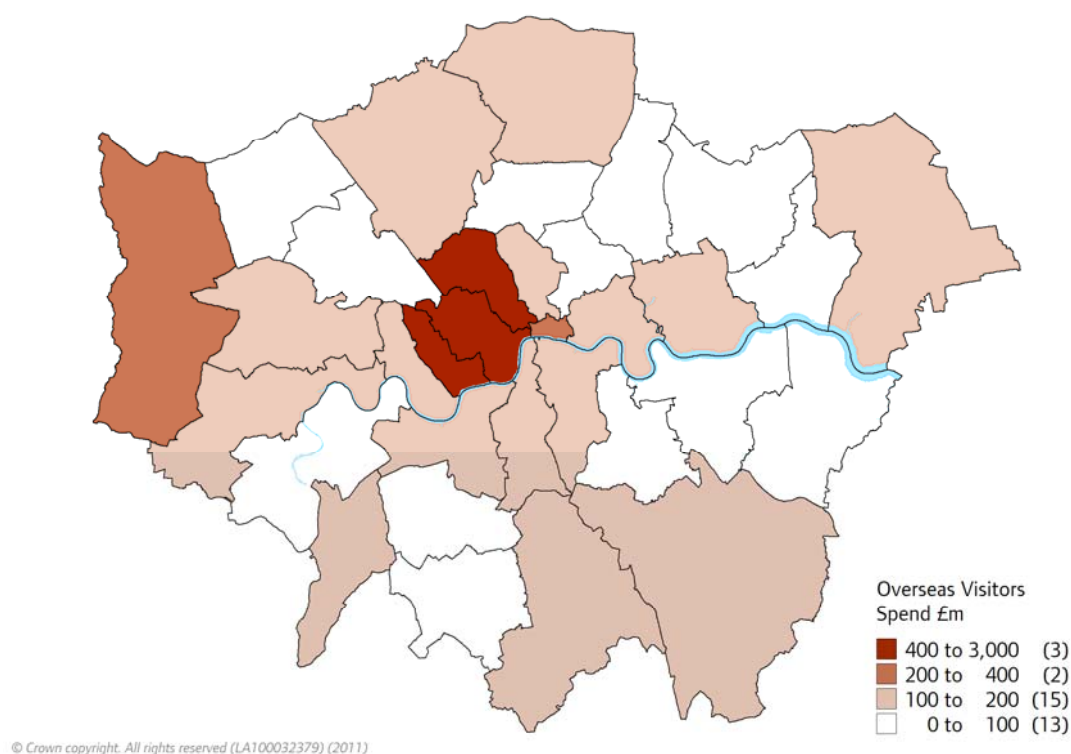 Overseas Visitors
Spend £m
400 to 3,000 (3)
200 to 400 (2)
100 to 200 (15)
0 to 100 (13)
© Crown copyright. All rights reserved (LA100032379) (2011)